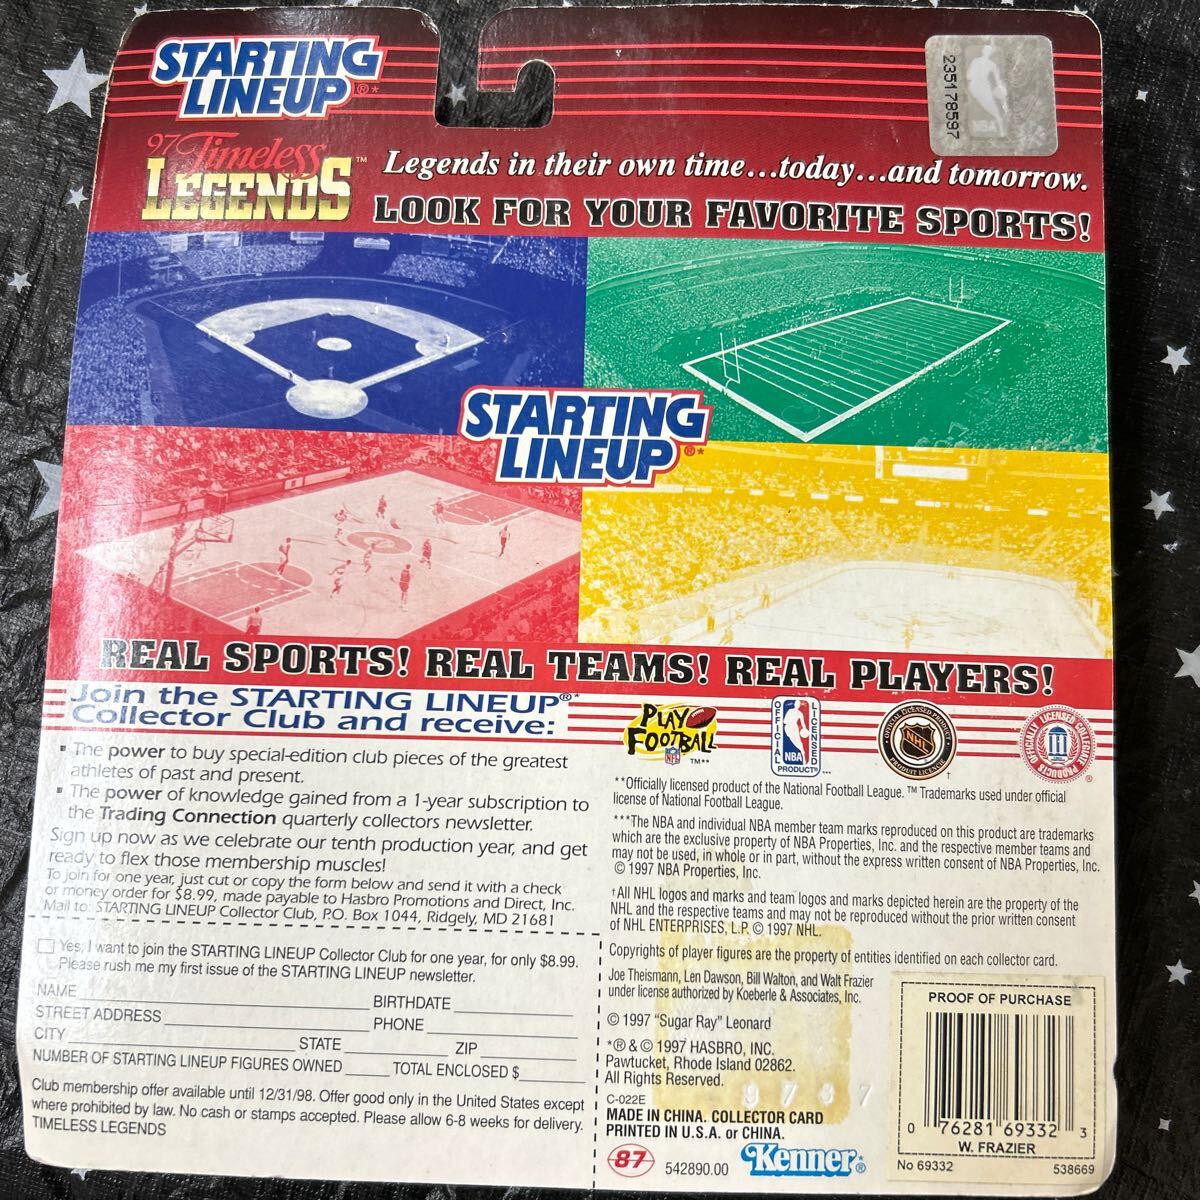 STARTING
LINEUP®*
235178597
NBA
97 Timeless
LEGENDS™
Legends in their own time...today...and tomorrow.
LOOK FOR YOUR FAVORITE SPORTS!
STARTING
LINEUP®*
REAL SPORTS! REAL TEAMS! REAL PLAYERS!
Join the STARTING LINEUP®*
Collector Club and receive:
▪ The power to buy special-edition club pieces of the greatest
athletes of past and present.
▪ The power of knowledge gained from a 1-year subscription to
the Trading Connection quarterly collectors newsletter.
Sign up now as we celebrate our tenth production year, and get
ready to flex those membership muscles!
To join for one year, just cut or copy the form below and send it with a check
or money order for $8.99, made payable to Hasbro Promotions and Direct, Inc.
Mail to: STARTING LINEUP Collector Club, P.O. Box 1044, Ridgely, MD 21681
Yes, I want to join the STARTING LINEUP Collector Club for one year, for only $8.99.
Please rush me my first issue of the STARTING LINEUP newsletter.
NAME BIRTHDATE
STREET ADDRESS PHONE
CITY STATE ZIP
NUMBER OF STARTING LINEUP FIGURES OWNED TOTAL ENCLOSED $
Club membership offer available until 12/31/98. Offer good only in the United States except
where prohibited by law. No cash or stamps accepted. Please allow 6-8 weeks for delivery.
TIMELESS LEGENDS
PLAY
FOOTBALL
NFL
™**
OFFICIAL
LICENSED
NBA
PRODUCT®
***
OFFICIAL LICENSED PRODUCT
NHL
PRODUIT LICENCIÉ
†
OFFICIALLY LICENSED COLLEGIATE PRODUCTS
®
**Officially licensed product of the National Football League. ™ Trademarks used under official
license of National Football League.
***The NBA and individual NBA member team marks reproduced on this product are trademarks
which are the exclusive property of NBA Properties, Inc. and the respective member teams and
may not be used, in whole or in part, without the express written consent of NBA Properties, Inc.
© 1997 NBA Properties, Inc.
†All NHL logos and marks and team logos and marks depicted herein are the property of the
NHL and the respective teams and may not be reproduced without the prior written consent
of NHL ENTERPRISES, L.P. © 1997 NHL.
Copyrights of player figures are the property of entities identified on each collector card.
Joe Theismann, Len Dawson, Bill Walton, and Walt Frazier
under license authorized by Koeberle & Associates, Inc.
© 1997 "Sugar Ray" Leonard
*® & © 1997 HASBRO, INC.
Pawtucket, Rhode Island 02862.
All Rights Reserved.
C-022E
MADE IN CHINA. COLLECTOR CARD
PRINTED IN U.S.A. or CHINA.
87 542890.00 Kenner®
PROOF OF PURCHASE
0 76281 69332 3
W. FRAZIER
No 69332 538669